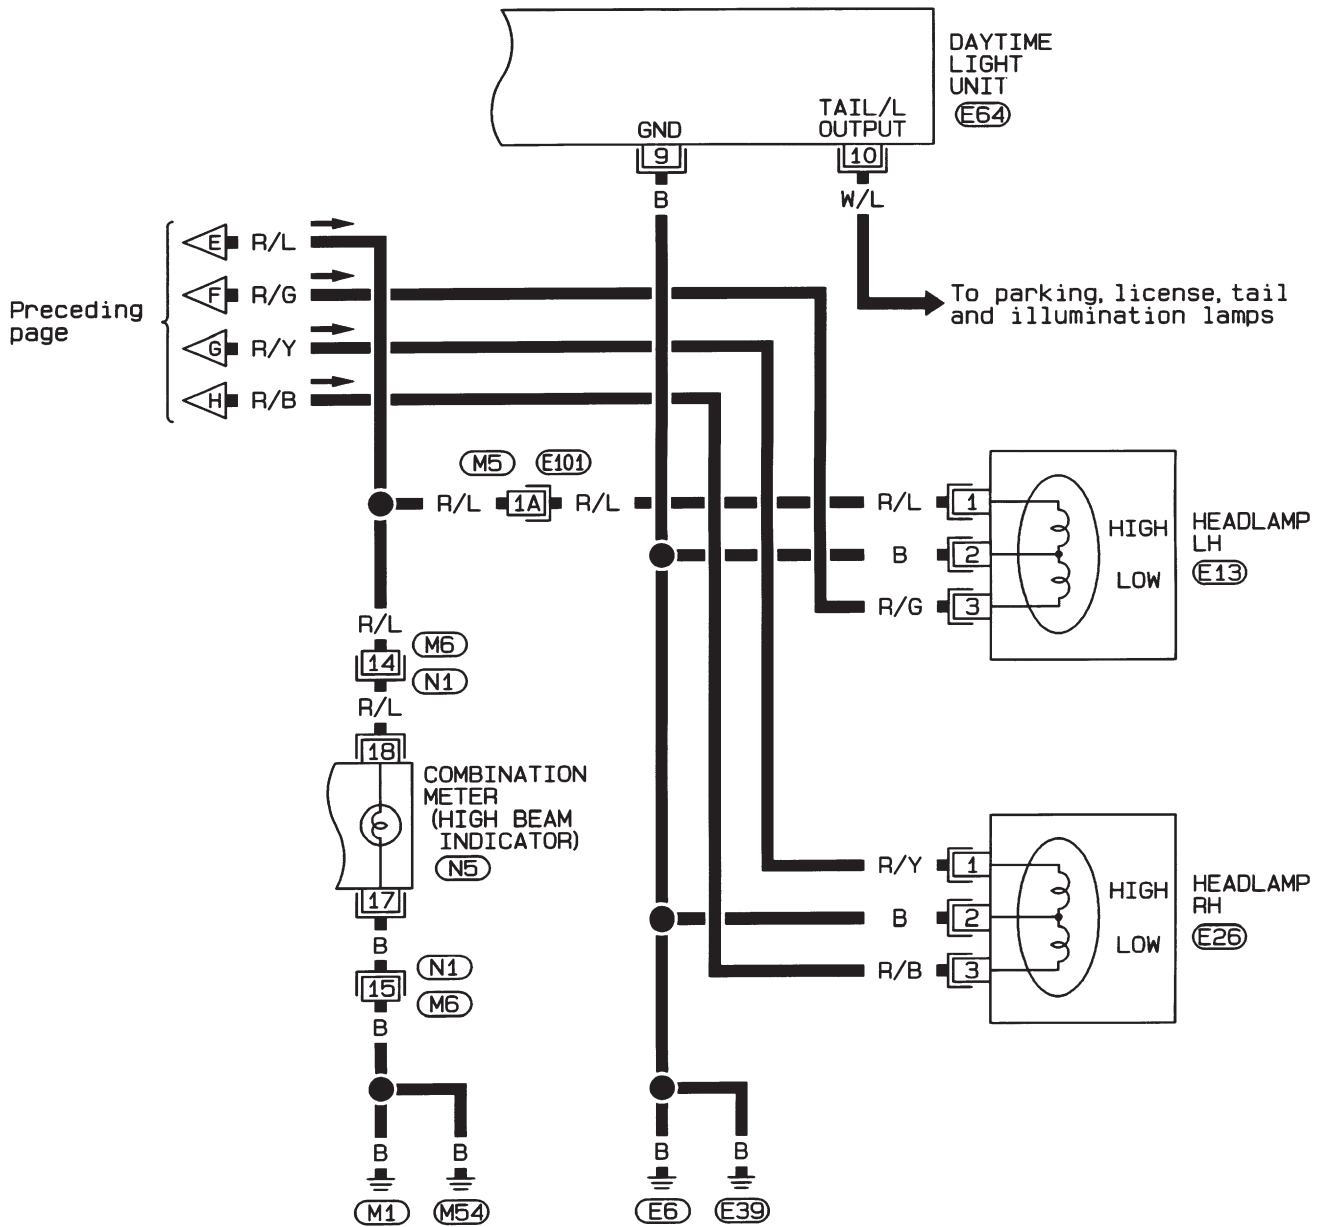 DAYTIME
LIGHT
UNIT
E64
TAIL/L
OUTPUT
GND
9
10
B
W/L
E
R/L
F
R/G
Preceding
page
G
R/Y
H
R/B
To parking, license, tail
and illumination lamps
M5
E101
R/L
1A
R/L
R/L
1
B
2
R/G
3
HIGH
LOW
HEADLAMP
LH
E13
R/L
M6
14
N1
R/L
18
COMBINATION
METER
(HIGH BEAM
INDICATOR)
N5
17
B
N1
15
M6
B
R/Y
1
B
2
R/B
3
HIGH
LOW
HEADLAMP
RH
E26
B
B
B
B
M1
M54
E6
E39